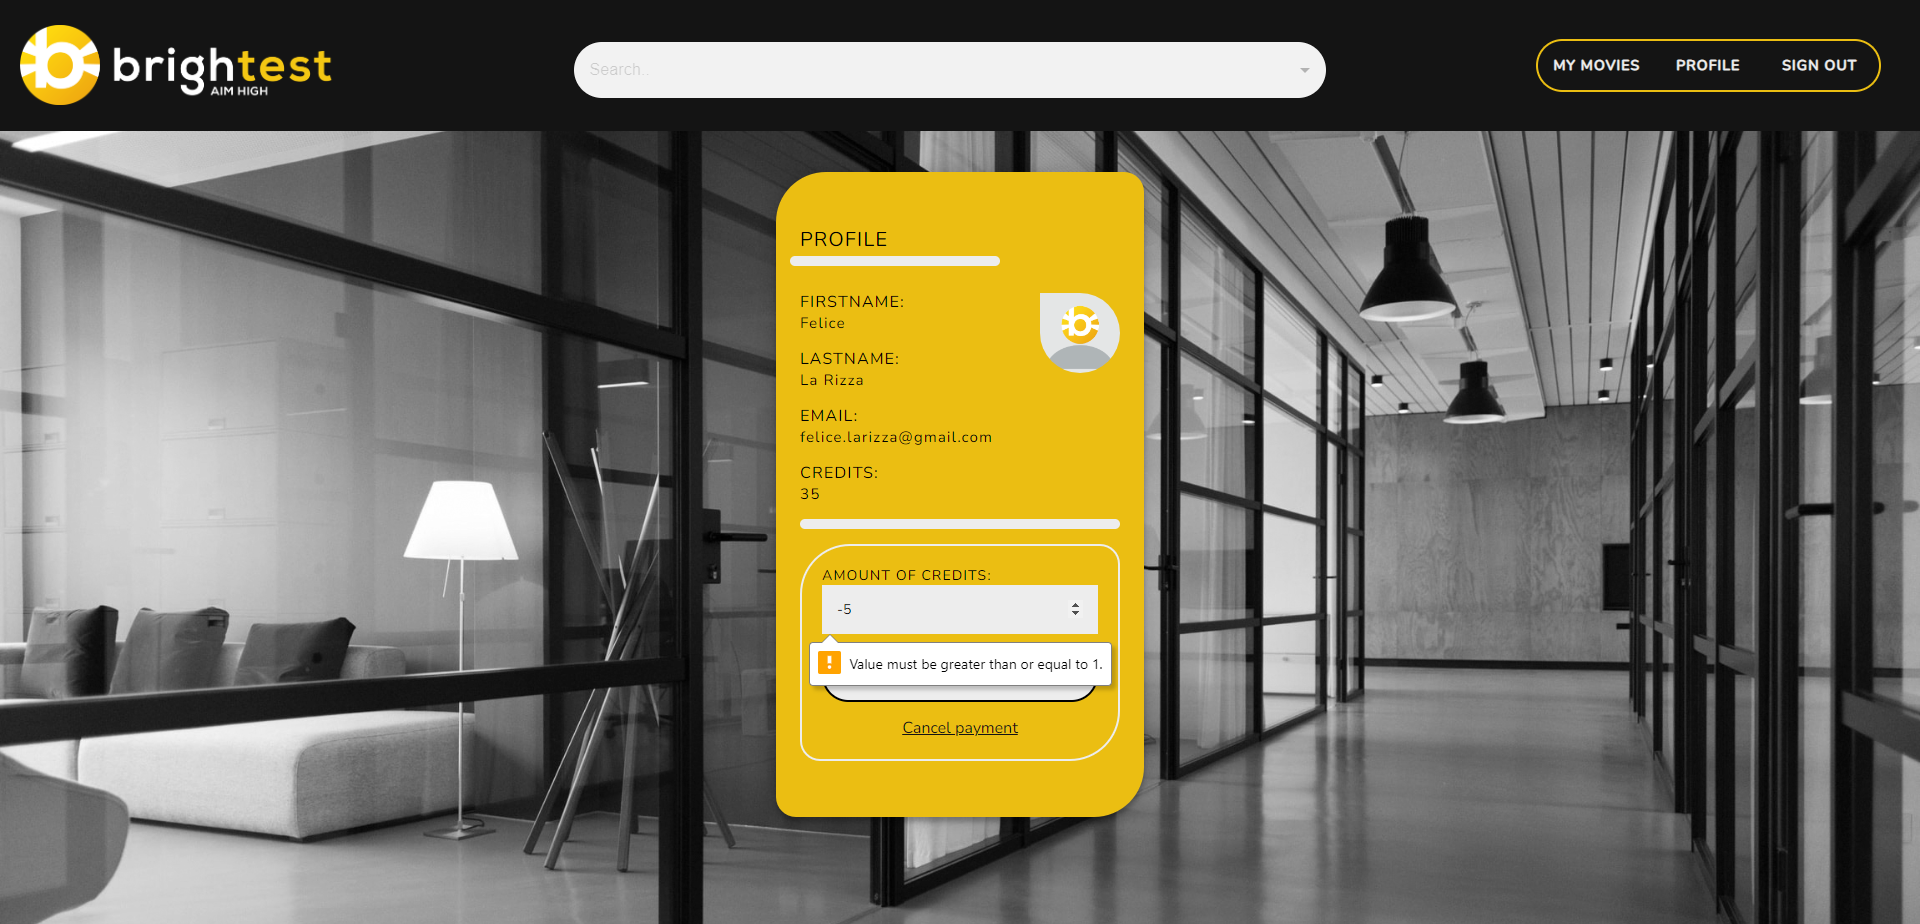 brightest
AIM HIGH
Search..
MY MOVIES
PROFILE
SIGN OUT
PROFILE
FIRSTNAME:
Felice
LASTNAME:
La Rizza
EMAIL:
felice.larizza@gmail.com
CREDITS:
35
AMOUNT OF CREDITS:
-5
Value must be greater than or equal to 1.
Cancel payment